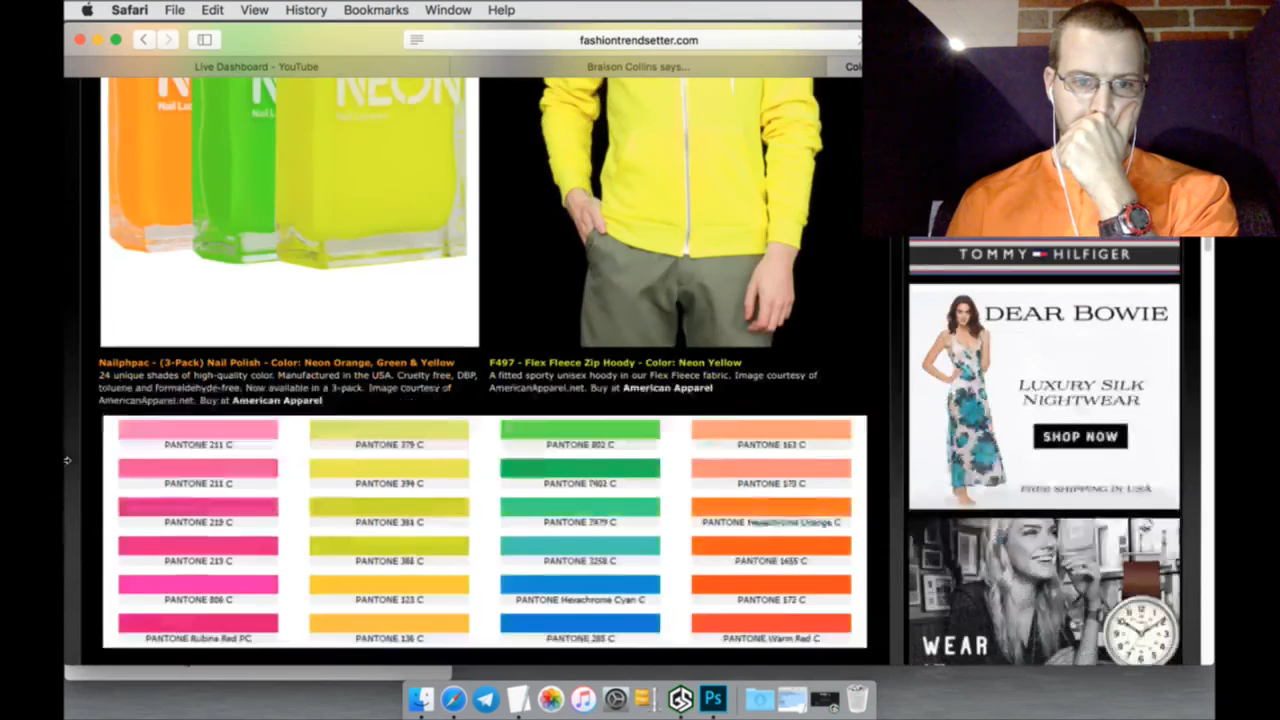 Safari File Edit View History Bookmarks Window Help
fashiontrendsetter.com
Live Dashboard - YouTube
Braison Collins says...
NEON
Nailphpac - (3-Pack) Nail Polish - Color: Neon Orange, Green & Yellow
24 unique shades of high-quality color. Manufactured in the USA. Cruelty free, DBP,
toluene and formaldehyde-free. Now available in a 3-pack. Image courtesy of
AmericanApparel.net. Buy at American Apparel
F497 - Flex Fleece Zip Hoody - Color: Neon Yellow
A fitted sporty unisex hoody in our Flex Fleece fabric. Image courtesy of
AmericanApparel.net. Buy at American Apparel
PANTONE 211 C PANTONE 379 C PANTONE 802 C PANTONE 163 C
PANTONE 211 C PANTONE 394 C PANTONE PANTONE
PANTONE 219 C PANTONE 381 C PANTONE PANTONE Hexachrome Orange C
PANTONE 213 C PANTONE 388 C PANTONE 3258 C PANTONE 1655 C
PANTONE 806 C PANTONE 123 C PANTONE Hexachrome Cyan C PANTONE 172 C
PANTONE Rubine Red PC PANTONE 136 C PANTONE 285 C PANTONE Warm Red C
TOMMY HILFIGER
DEAR BOWIE
LUXURY SILK
NIGHTWEAR
SHOP NOW
FREE SHIPPING IN USA
WEAR
GS
Ps